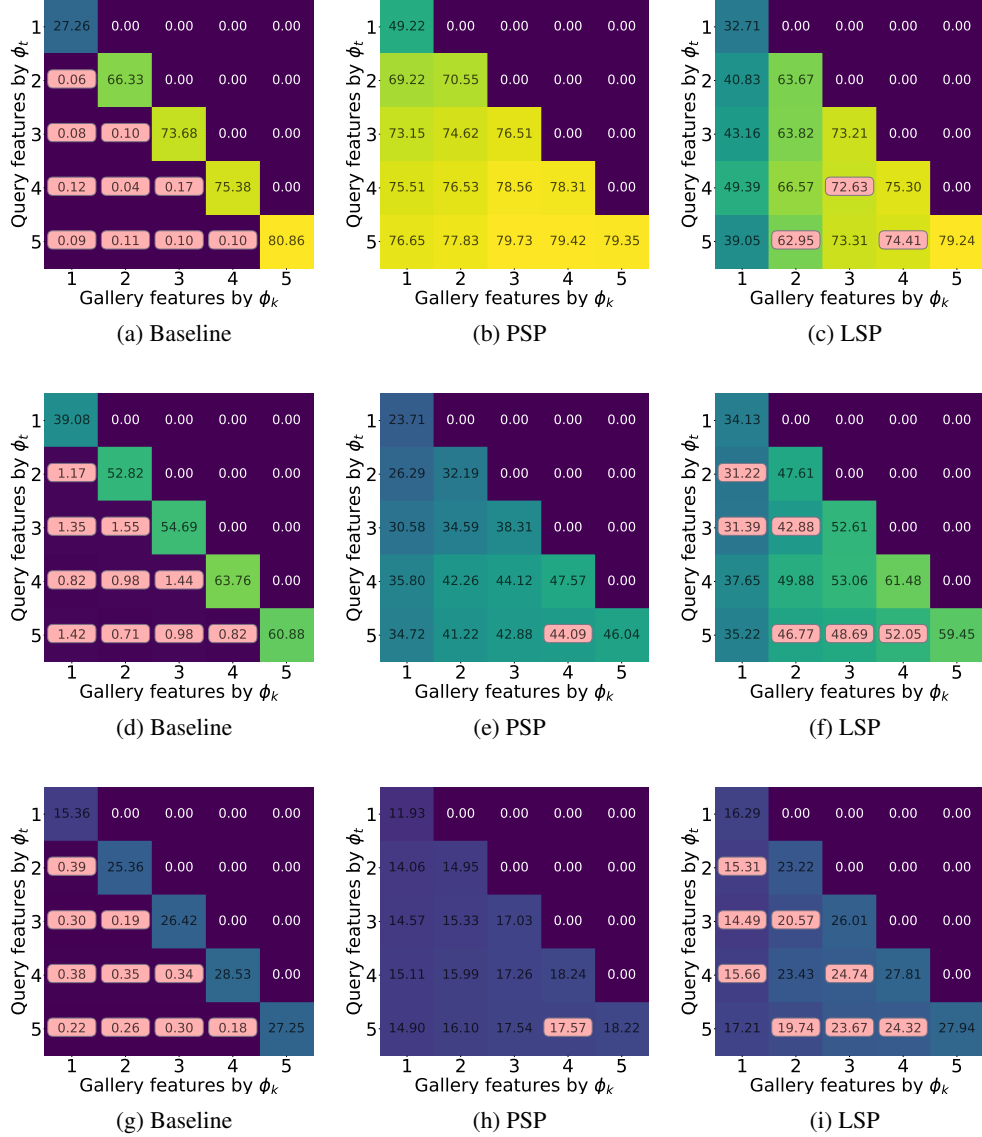 Query features by ϕ_t
1 27.26 0.00 0.00 0.00 0.00
2 0.06 66.33 0.00 0.00 0.00
3 0.08 0.10 73.68 0.00 0.00
4 0.12 0.04 0.17 75.38 0.00
5 0.09 0.11 0.10 0.10 80.86
1 2 3 4 5
Gallery features by ϕ_k
(a) Baseline
Query features by ϕ_t
1 49.22 0.00 0.00 0.00 0.00
2 69.22 70.55 0.00 0.00 0.00
3 73.15 74.62 76.51 0.00 0.00
4 75.51 76.53 78.56 78.31 0.00
5 76.65 77.83 79.73 79.42 79.35
1 2 3 4 5
Gallery features by ϕ_k
(b) PSP
Query features by ϕ_t
1 32.71 0.00 0.00 0.00 0.00
2 40.83 63.67 0.00 0.00 0.00
3 43.16 63.82 73.21 0.00 0.00
4 49.39 66.57 72.63 75.30 0.00
5 39.05 62.95 73.31 74.41 79.24
1 2 3 4 5
Gallery features by ϕ_k
(c) LSP
Query features by ϕ_t
1 39.08 0.00 0.00 0.00 0.00
2 1.17 52.82 0.00 0.00 0.00
3 1.35 1.55 54.69 0.00 0.00
4 0.82 0.98 1.44 63.76 0.00
5 1.42 0.71 0.98 0.82 60.88
1 2 3 4 5
Gallery features by ϕ_k
(d) Baseline
Query features by ϕ_t
1 23.71 0.00 0.00 0.00 0.00
2 26.29 32.19 0.00 0.00 0.00
3 30.58 34.59 38.31 0.00 0.00
4 35.80 42.26 44.12 47.57 0.00
5 34.72 41.22 42.88 44.09 46.04
1 2 3 4 5
Gallery features by ϕ_k
(e) PSP
Query features by ϕ_t
1 34.13 0.00 0.00 0.00 0.00
2 31.22 47.61 0.00 0.00 0.00
3 31.39 42.88 52.61 0.00 0.00
4 37.65 49.88 53.06 61.48 0.00
5 35.22 46.77 48.69 52.05 59.45
1 2 3 4 5
Gallery features by ϕ_k
(f) LSP
Query features by ϕ_t
1 15.36 0.00 0.00 0.00 0.00
2 0.39 25.36 0.00 0.00 0.00
3 0.30 0.19 26.42 0.00 0.00
4 0.38 0.35 0.34 28.53 0.00
5 0.22 0.26 0.30 0.18 27.25
1 2 3 4 5
Gallery features by ϕ_k
(g) Baseline
Query features by ϕ_t
1 11.93 0.00 0.00 0.00 0.00
2 14.06 14.95 0.00 0.00 0.00
3 14.57 15.33 17.03 0.00 0.00
4 15.11 15.99 17.26 18.24 0.00
5 14.90 16.10 17.54 17.57 18.22
1 2 3 4 5
Gallery features by ϕ_k
(h) PSP
Query features by ϕ_t
1 16.29 0.00 0.00 0.00 0.00
2 15.31 23.22 0.00 0.00 0.00
3 14.49 20.57 26.01 0.00 0.00
4 15.66 23.43 24.74 27.81 0.00
5 17.21 19.74 23.67 24.32 27.94
1 2 3 4 5
Gallery features by ϕ_k
(i) LSP